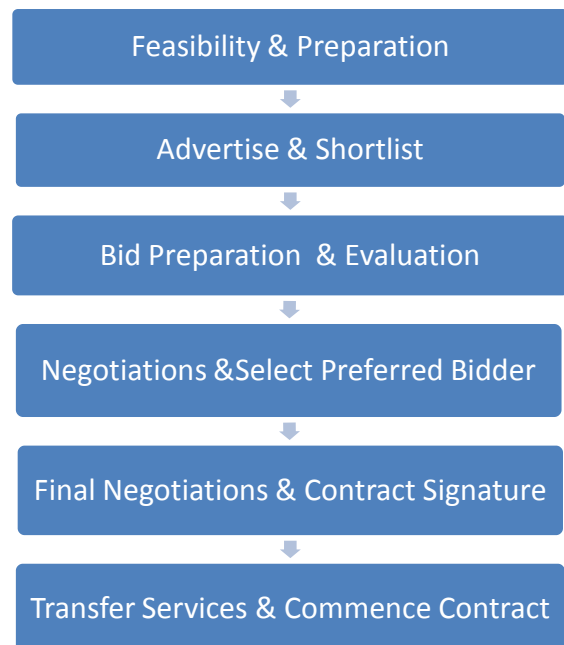 Feasibility & Preparation
Advertise & Shortlist
Bid Preparation & Evaluation
Negotiations &Select Preferred Bidder
Final Negotiations & Contract Signature
Transfer Services & Commence Contract